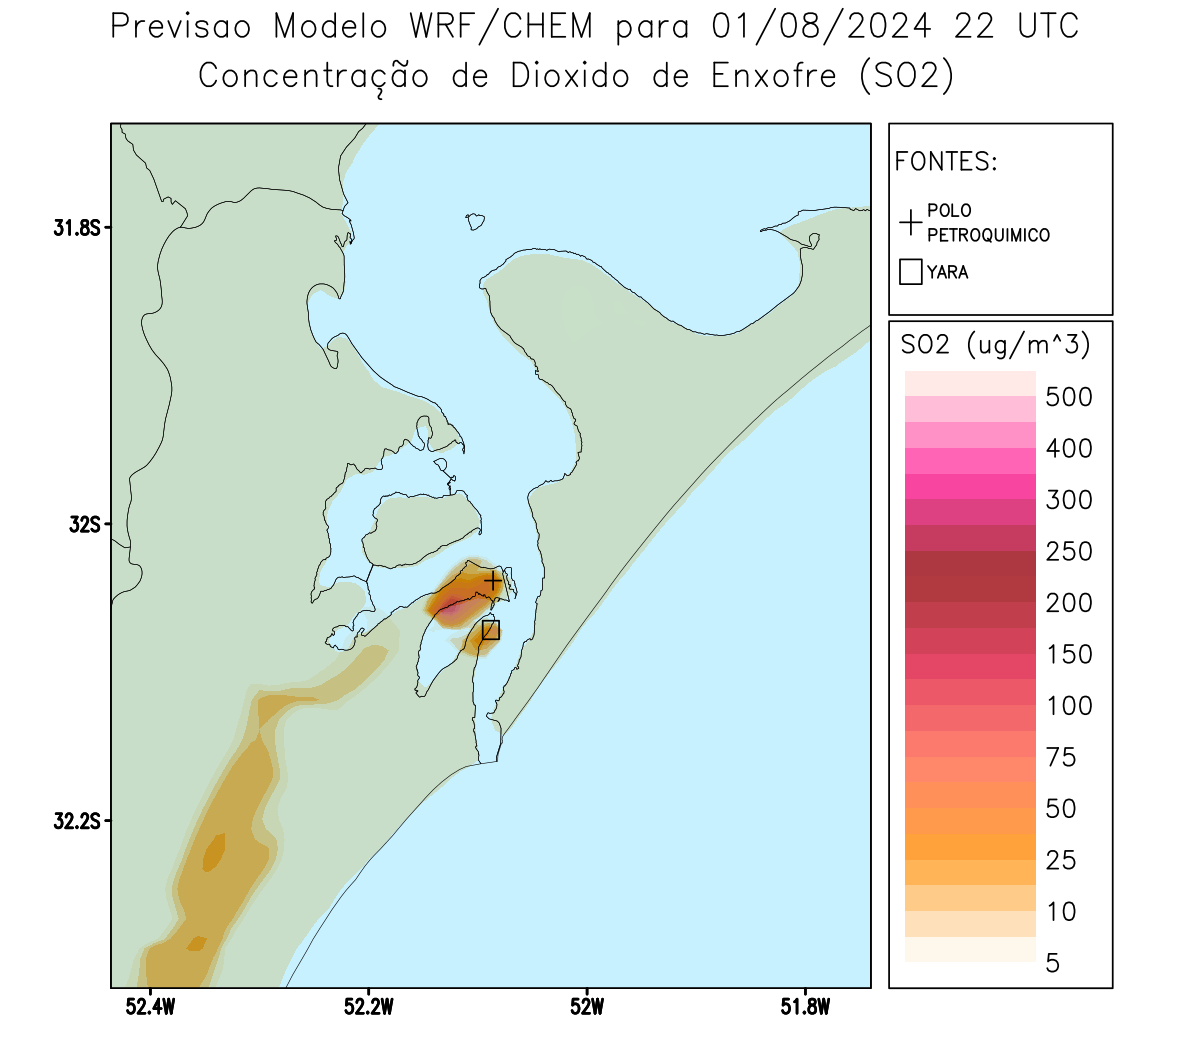 Previsao Modelo WRF/CHEM para 01/08/2024 22 UTC
Concentração de Dioxido de Enxofre (SO2)
FONTES:
POLO
PETROQUIMICO
YARA
SO2 (ug/m^3)
500
400
300
250
200
150
100
75
50
25
10
5
31.8S
32S
32.2S
52.4W
52.2W
52W
51.8W